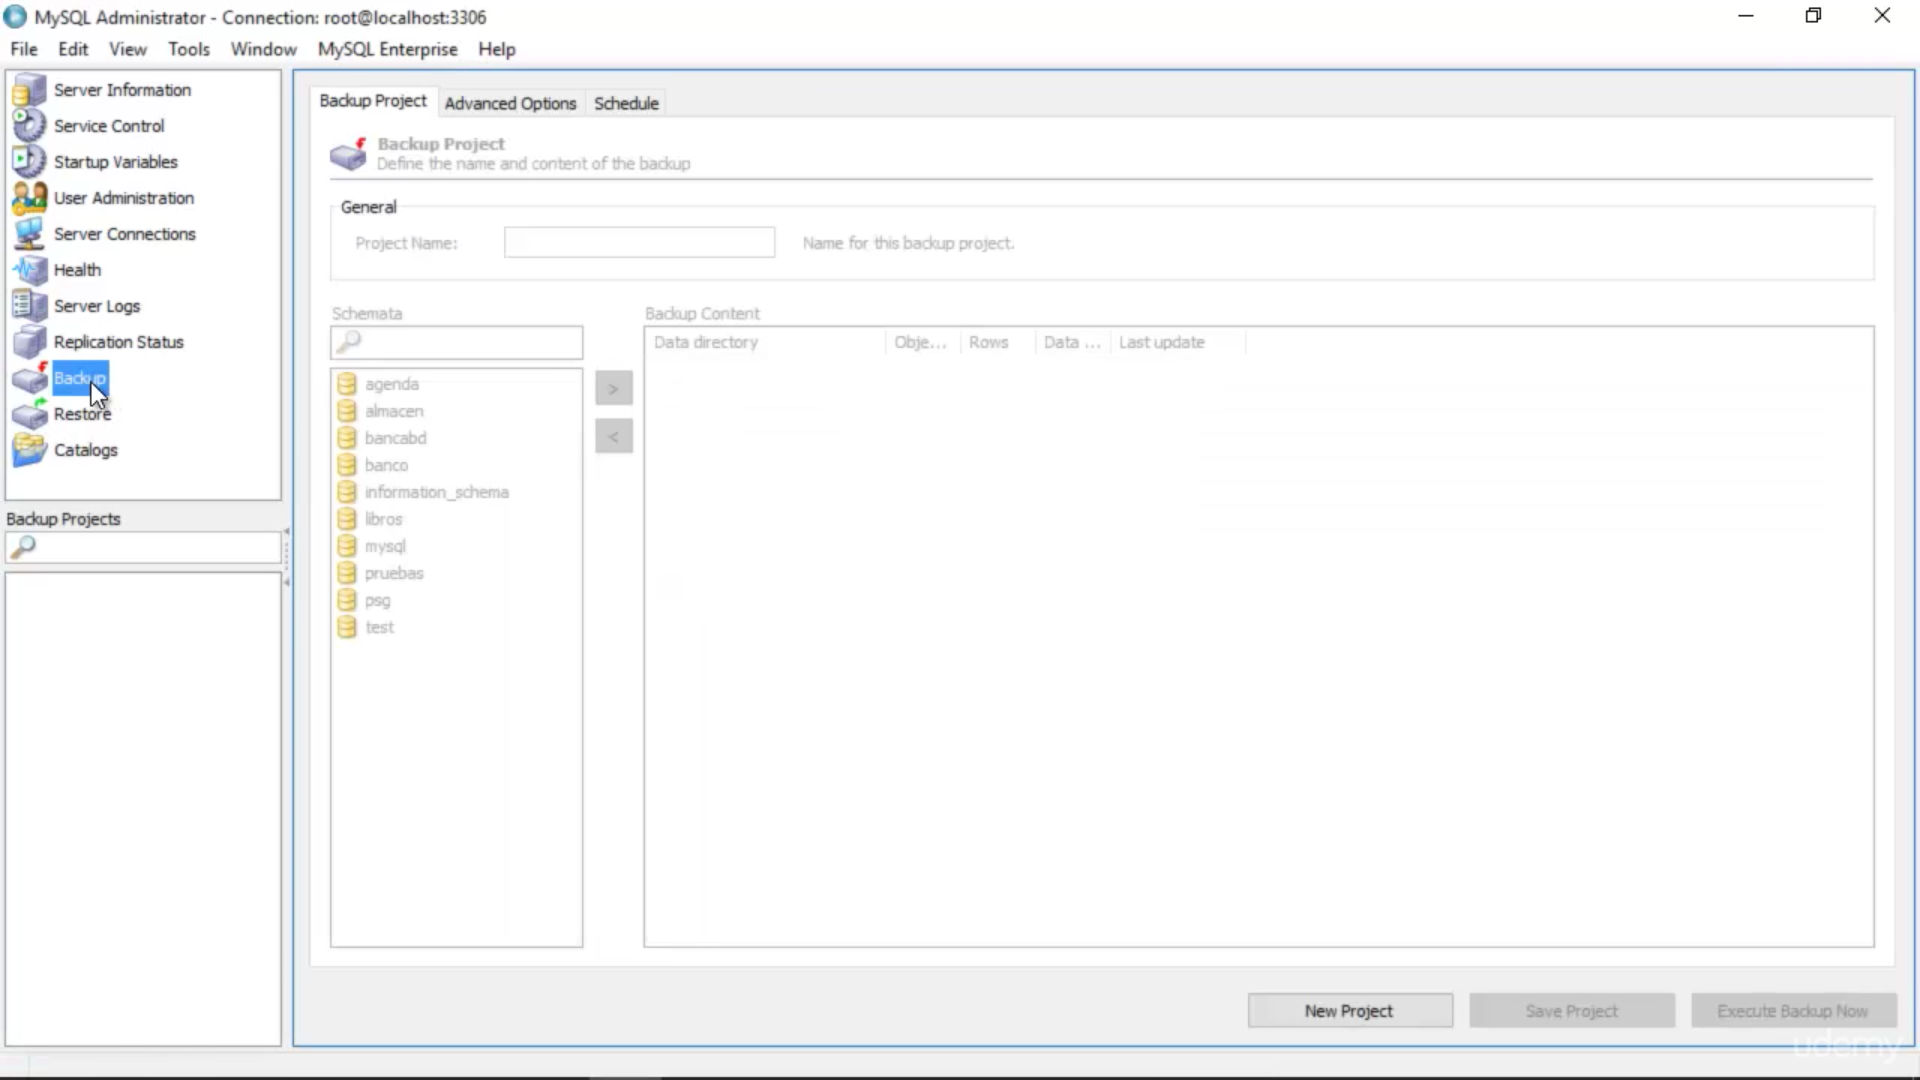 MySQL Administrator - Connection: root@localhost:3306
File Edit View Tools Window MySQL Enterprise Help
Server Information
Service Control
Startup Variables
User Administration
Server Connections
Health
Server Logs
Replication Status
Backup
Restore
Catalogs
Backup Projects
Backup Project Advanced Options Schedule
Backup Project
Define the name and content of the backup
General
Project Name: Name for this backup project.
Schemata
agenda
almacen
bancabd
banco
information_schema
libros
mysql
pruebas
psg
test
>
<
Backup Content
Data directory Obje... Rows Data ... Last update
New Project Save Project Execute Backup Now
udemy